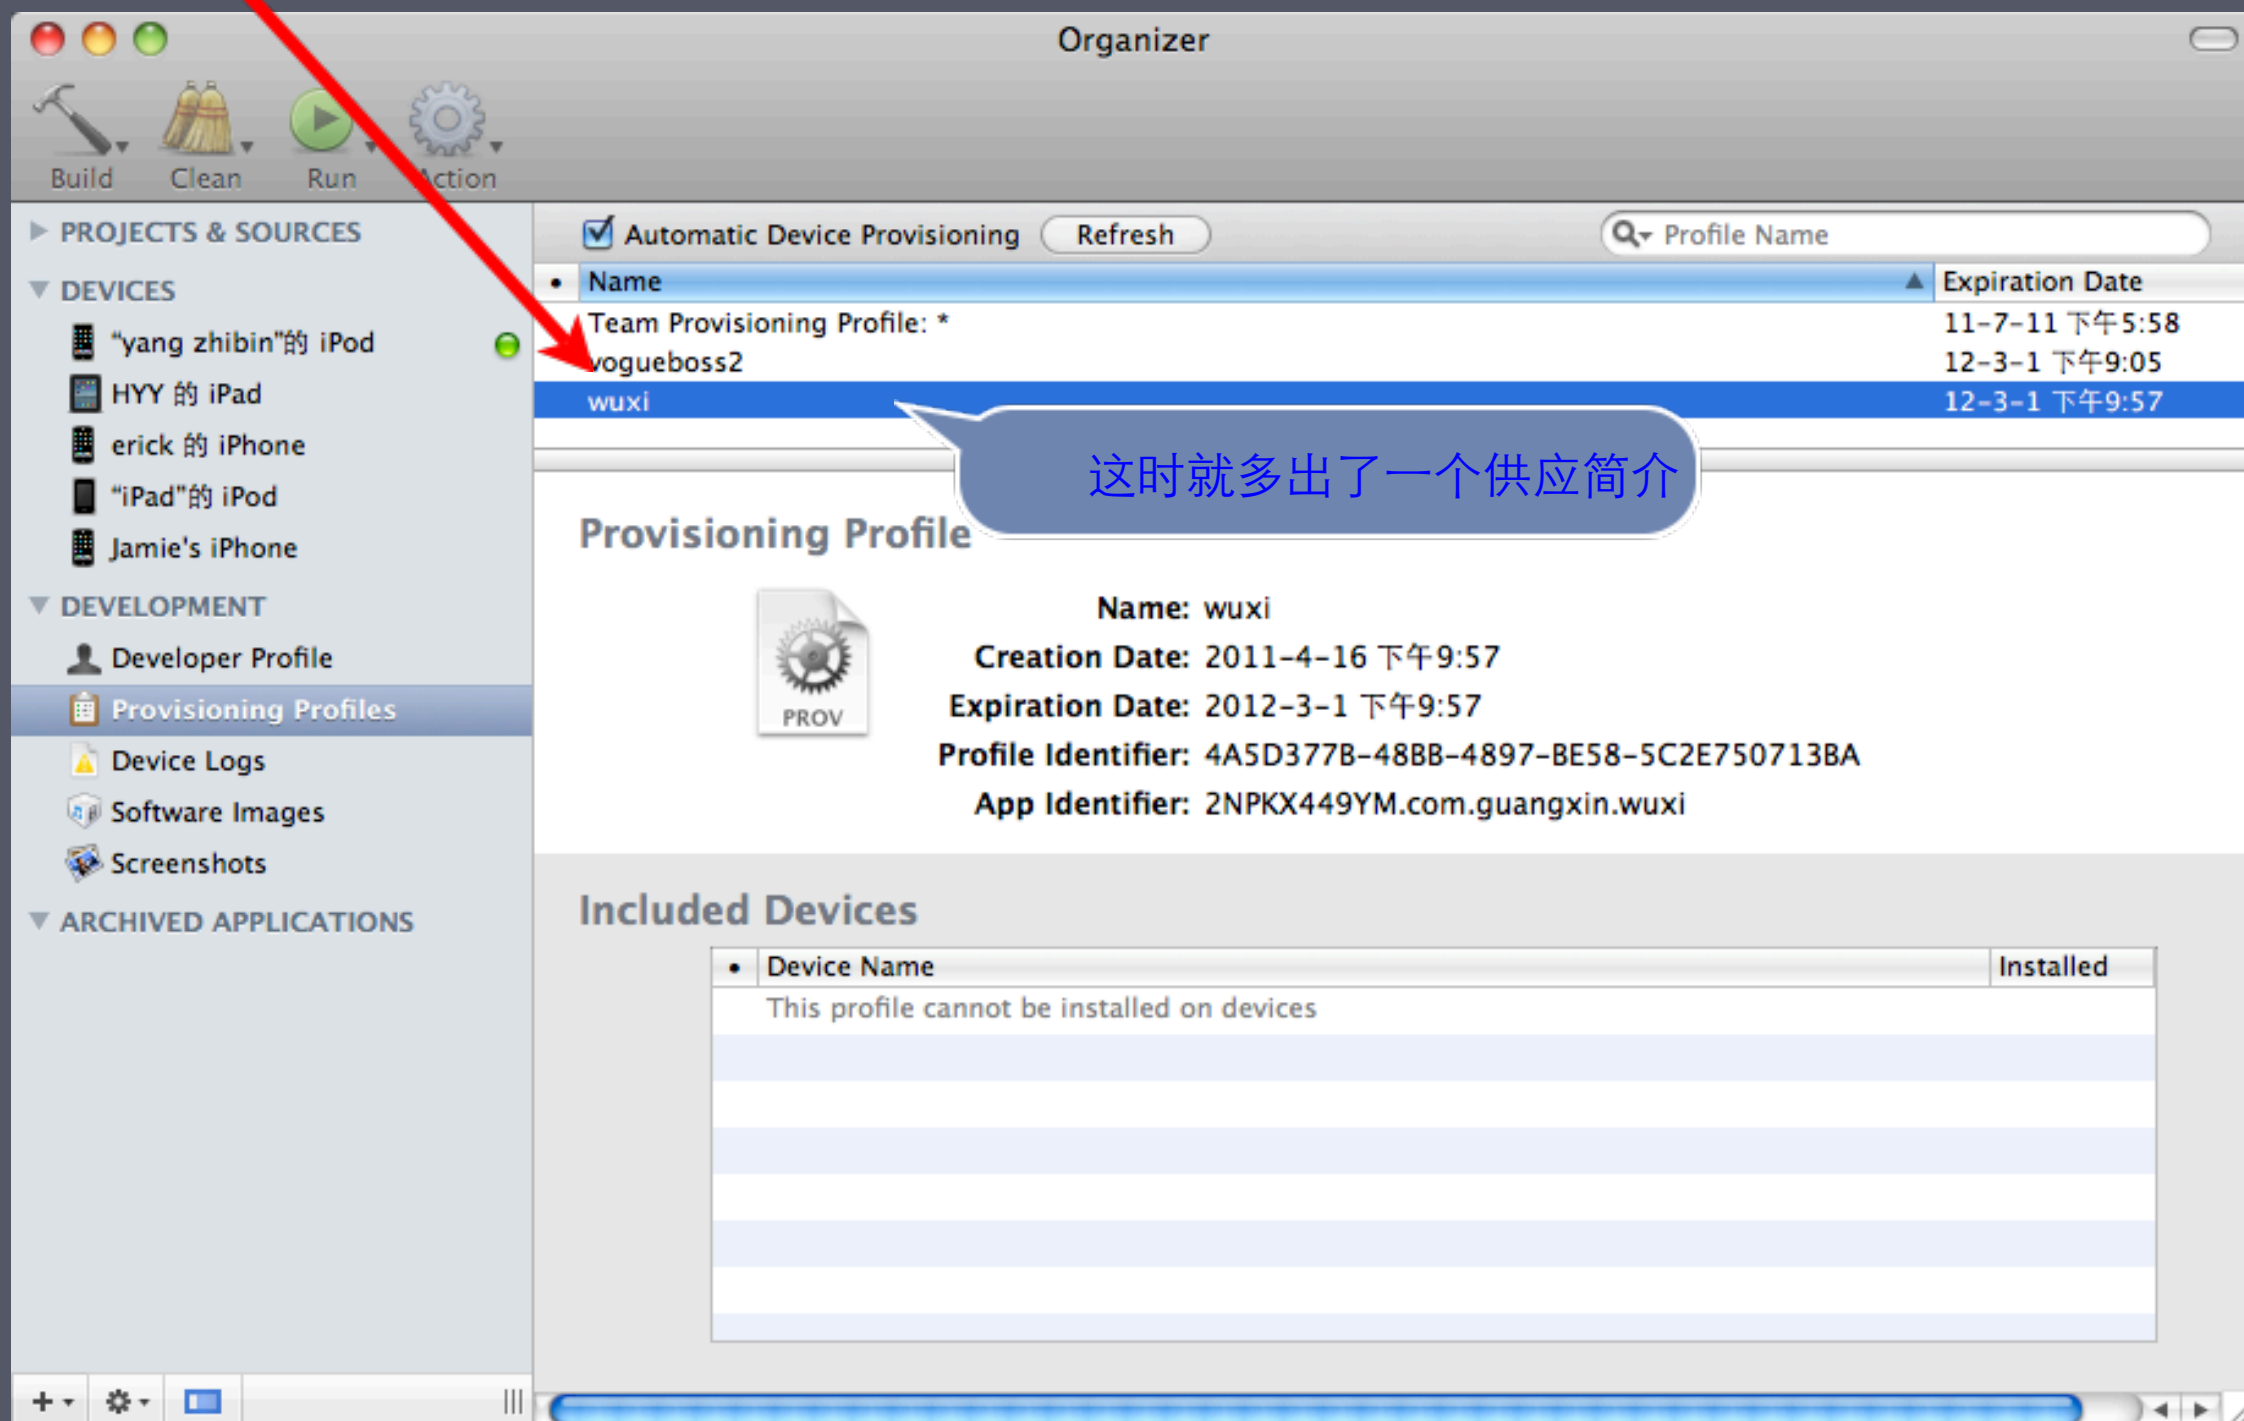 Organizer
Build Clean Run Action
PROJECTS & SOURCES
DEVICES
“yang zhibin”的 iPod
HYY 的 iPad
erick 的 iPhone
“iPad”的 iPod
Jamie's iPhone
DEVELOPMENT
Developer Profile
Provisioning Profiles
Device Logs
Software Images
Screenshots
ARCHIVED APPLICATIONS
Automatic Device Provisioning Refresh Profile Name
• Name Expiration Date
Team Provisioning Profile: * 11-7-11 下午5:58
vogueboss2 12-3-1 下午9:05
wuxi 12-3-1 下午9:57
这时就多出了一个供应简介
Provisioning Profile
PROV
Name: wuxi
Creation Date: 2011-4-16 下午9:57
Expiration Date: 2012-3-1 下午9:57
Profile Identifier: 4A5D377B-48BB-4897-BE58-5C2E750713BA
App Identifier: 2NPKX449YM.com.guangxin.wuxi
Included Devices
• Device Name Installed
This profile cannot be installed on devices